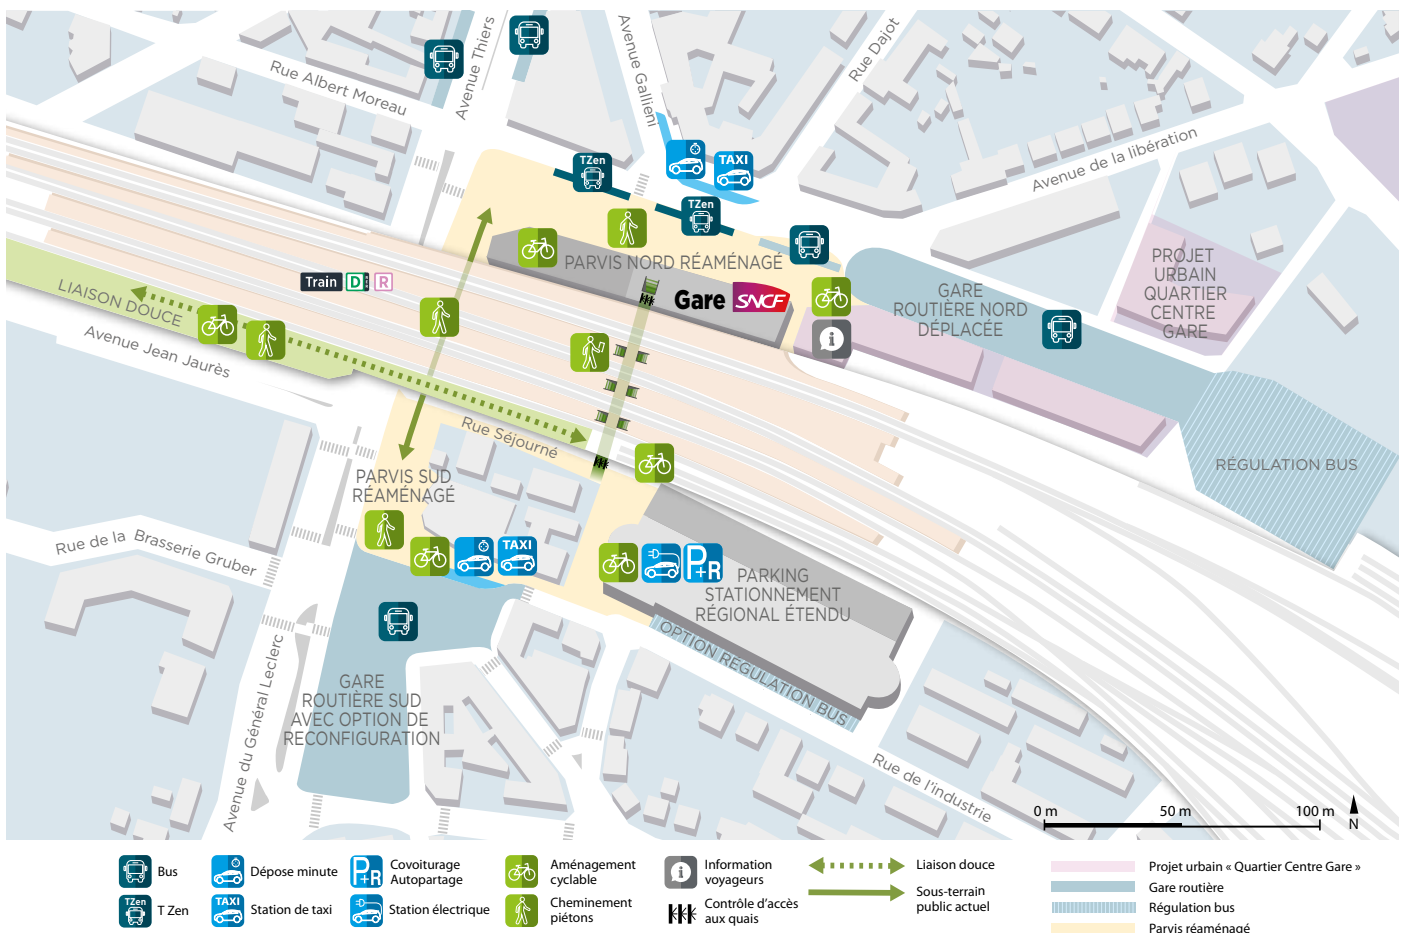 Avenue Thiers
Avenue Gallieni
Rue Dajot
Rue Albert Moreau
Avenue de la libération
TZen
TAXI
TZen
PARVIS NORD RÉAMÉNAGÉ
Train D R
Gare SNCF
GARE
ROUTIÈRE NORD
DÉPLACÉE
PROJET
URBAIN
QUARTIER
CENTRE
GARE
LIAISON DOUCE
Avenue Jean Jaurès
Rue Séjourné
RÉGULATION BUS
PARVIS SUD
RÉAMÉNAGÉ
Rue de la Brasserie Gruber
TAXI
P+R
PARKING
STATIONNEMENT
RÉGIONAL ÉTENDU
OPTION RÉGULATION BUS
GARE
ROUTIÈRE SUD
AVEC OPTION DE
RECONFIGURATION
Avenue du Général Leclerc
Rue de l'industrie
0 m 50 m 100 m
N
Bus
TZen
T Zen
Dépose minute
TAXI
Station de taxi
P+R
Covoiturage
Autopartage
Station électrique
Aménagement
cyclable
Cheminement
piétons
Information
voyageurs
Contrôle d'accès
aux quais
Liaison douce
Sous-terrain
public actuel
Projet urbain « Quartier Centre Gare »
Gare routière
Régulation bus
Parvis réaménagé